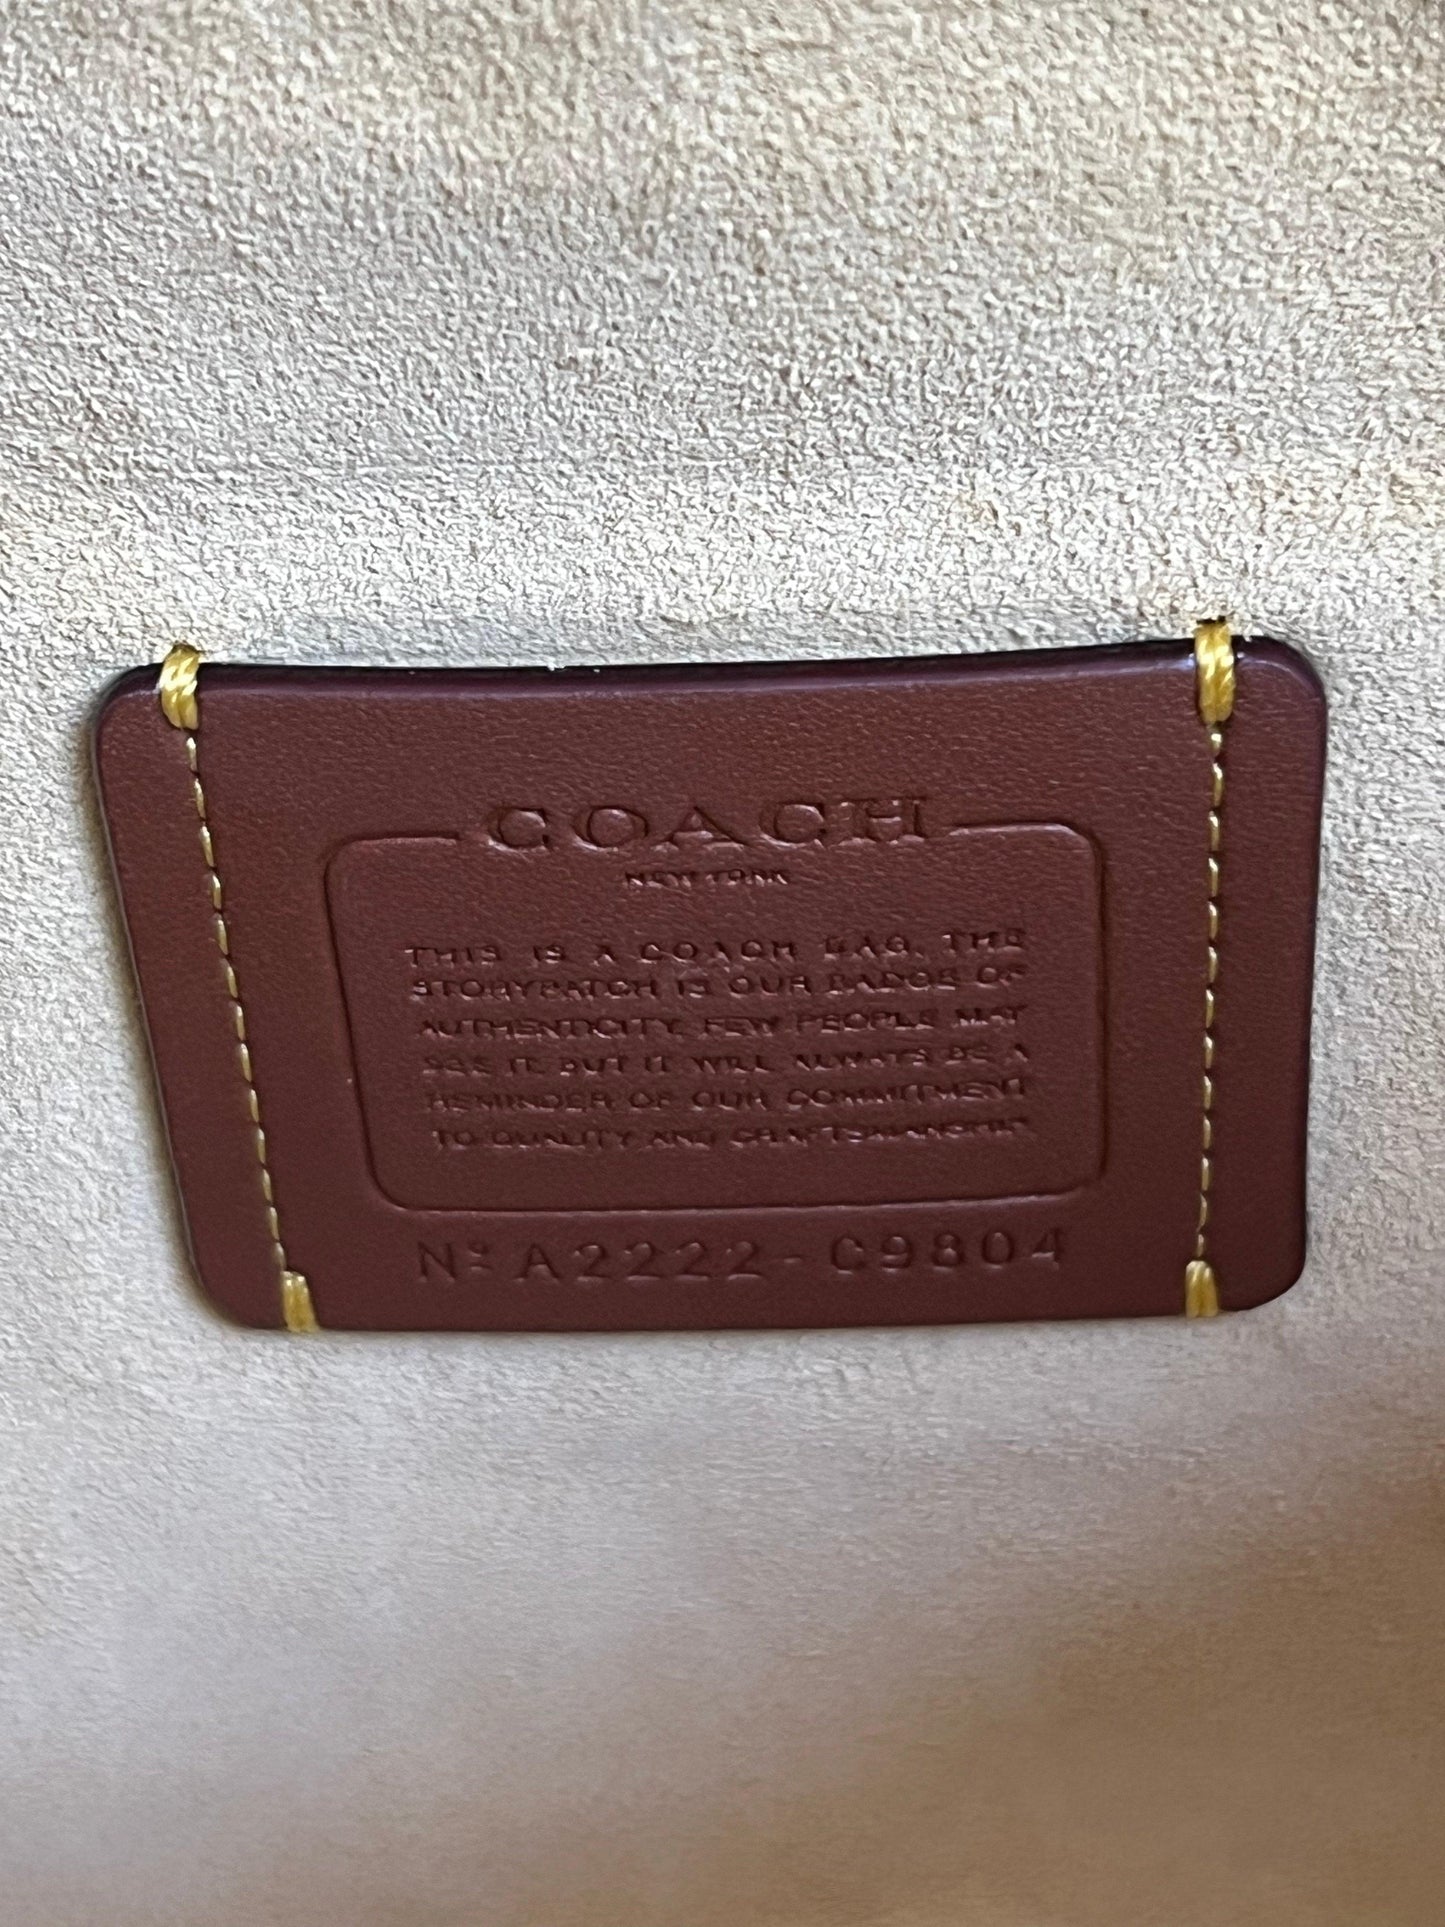 COACH
NEW YORK
THIS IS A COACH BAG. THE
STORYPATCH IS OUR BADGE OF
AUTHENTICITY. FEW PEOPLE MAY
SEE IT, BUT IT WILL ALWAYS BE A
REMINDER OF OUR COMMITMENT
TO QUALITY AND CRAFTSMANSHIP.
Nº A2222-C9804